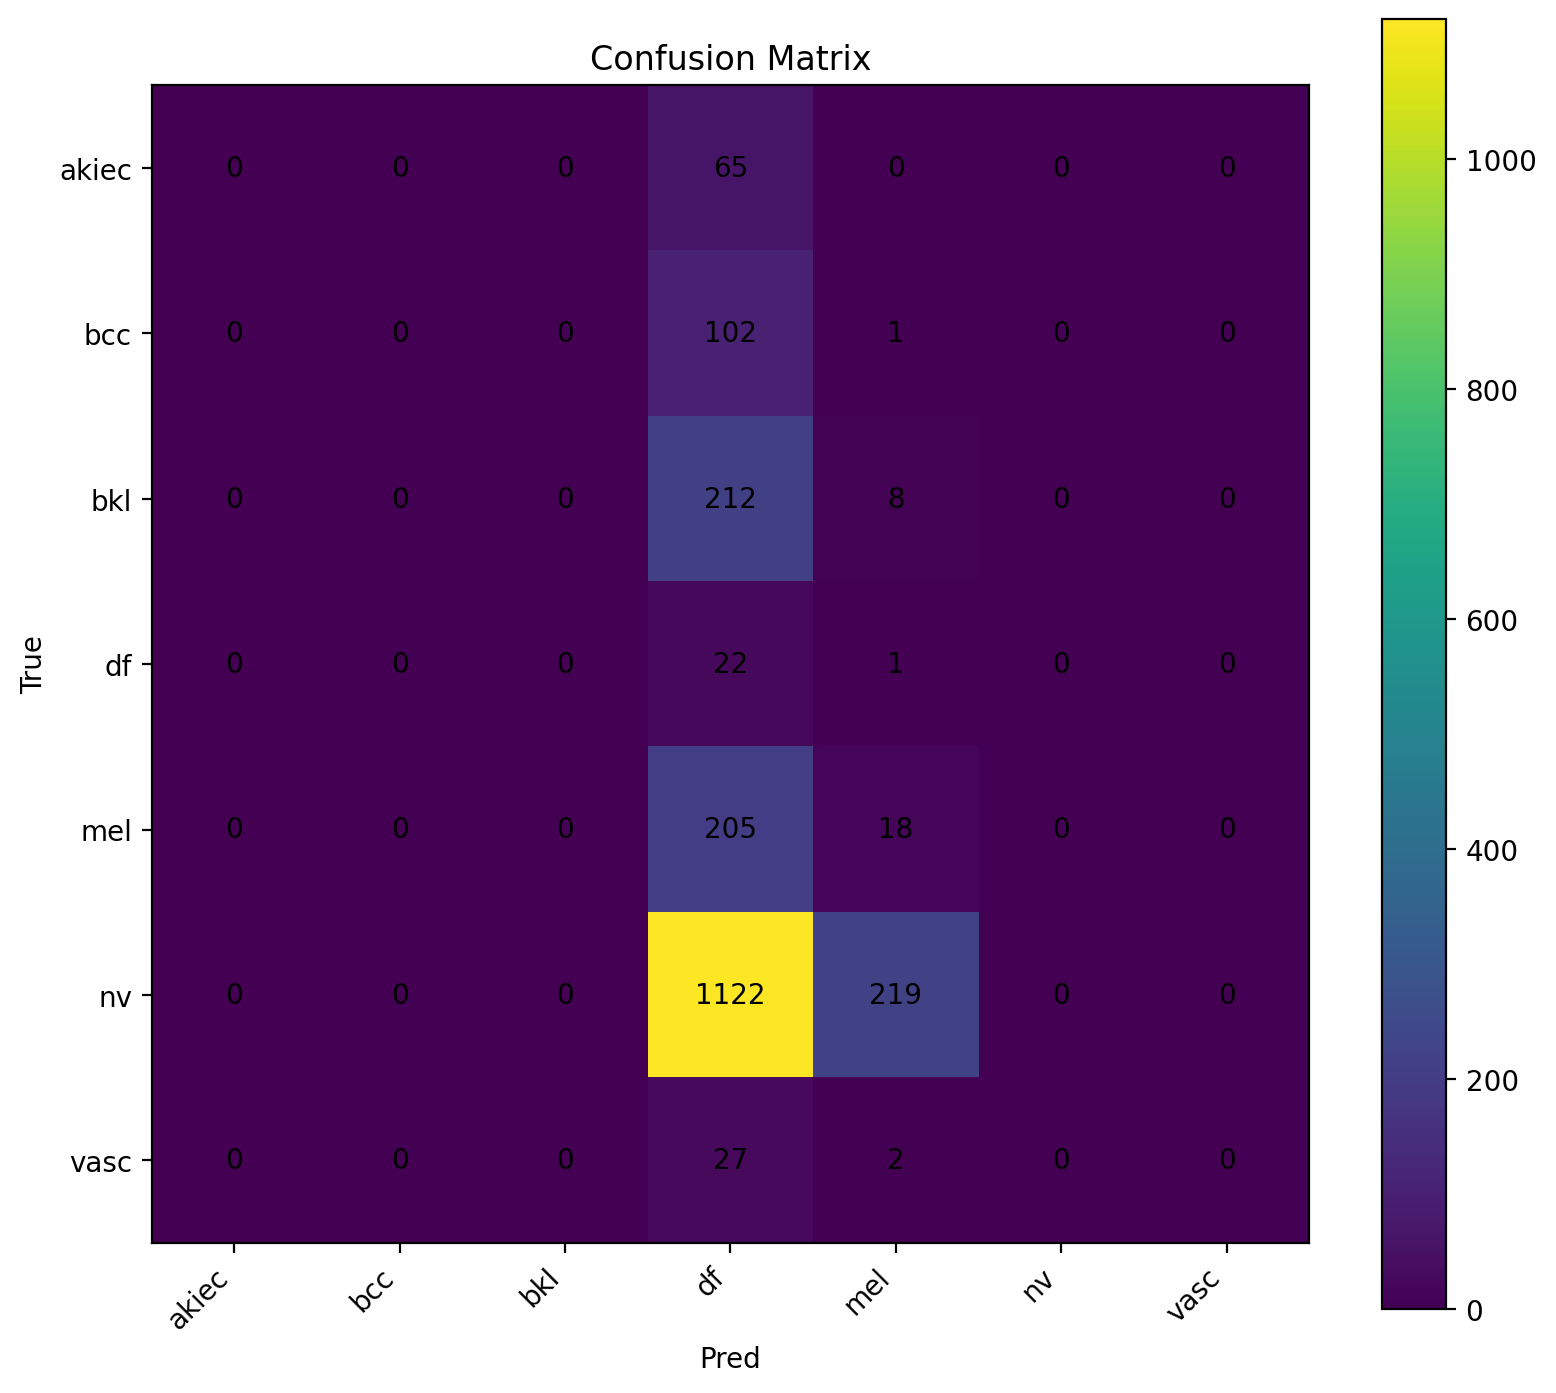 Confusion Matrix
akiec 0 0 0 65 0 0 0
bcc 0 0 0 102 1 0 0
bkl 0 0 0 212 8 0 0
df 0 0 0 22 1 0 0
mel 0 0 0 205 18 0 0
nv 0 0 0 1122 219 0 0
vasc 0 0 0 27 2 0 0
akiec bcc bkl df mel nv vasc
Pred
True
1000
800
600
400
200
0